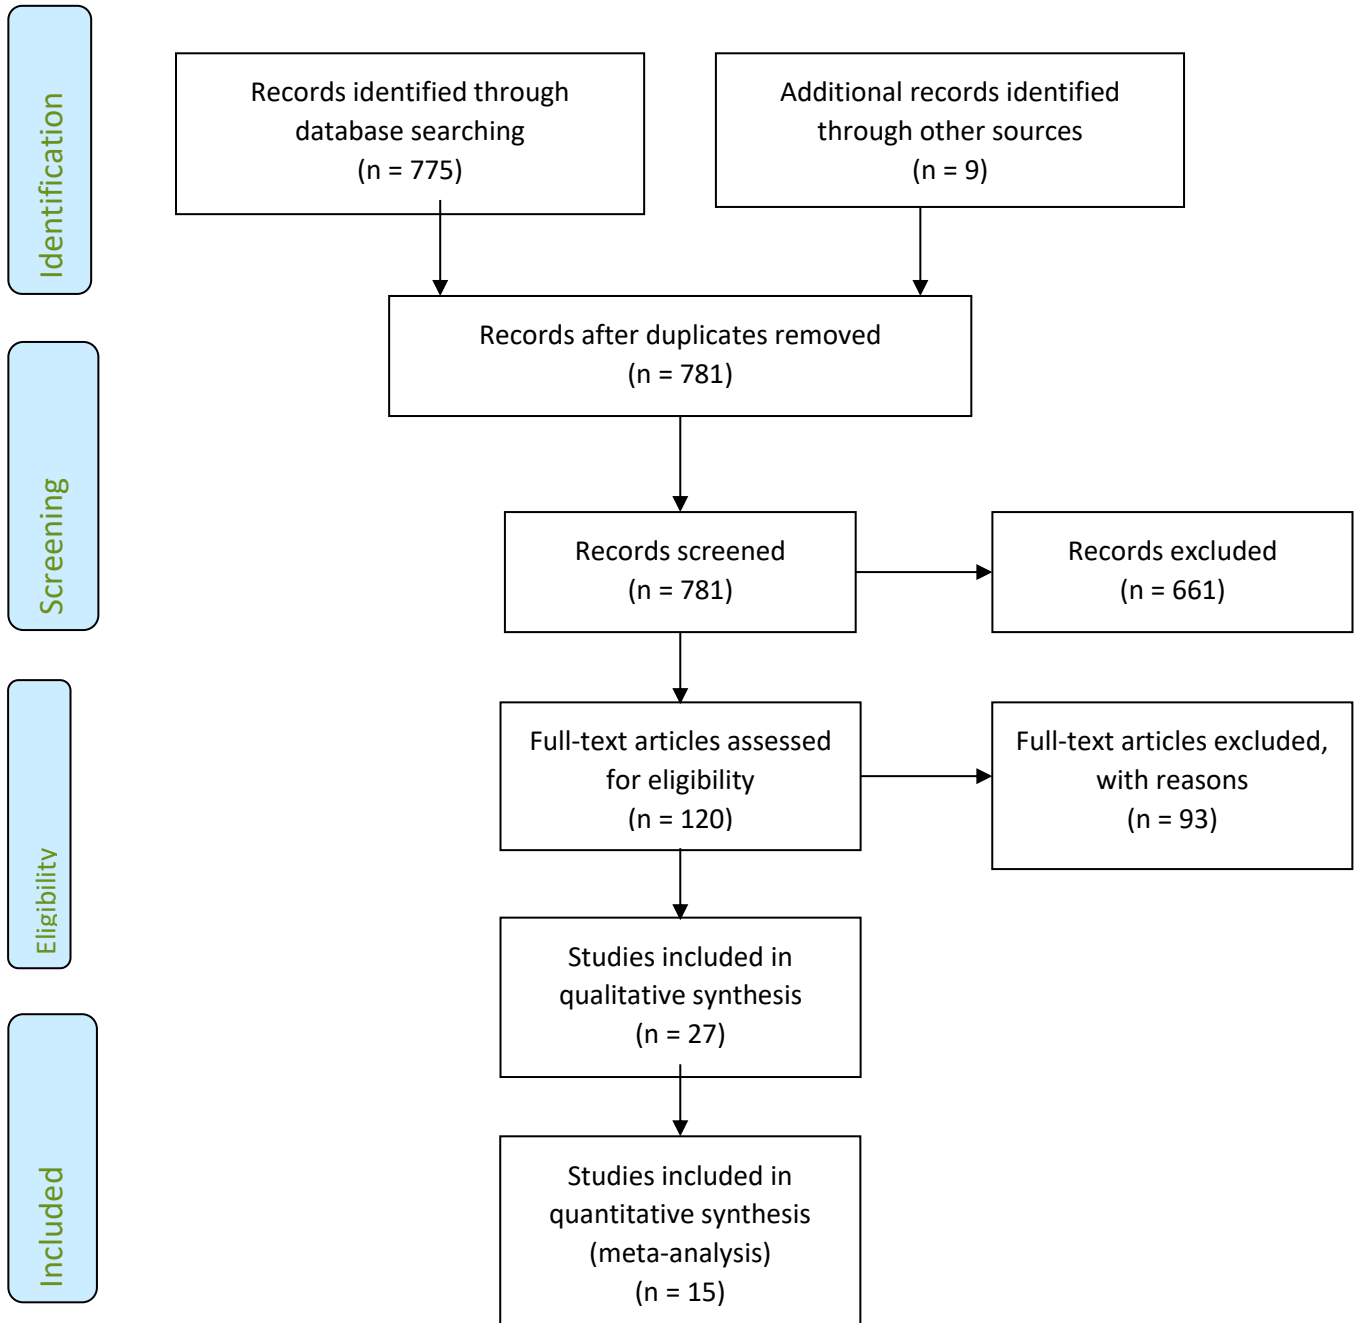 Identification
Records identified through
database searching
(n = 775)
Additional records identified
through other sources
(n = 9)
Records after duplicates removed
(n = 781)
Screening
Records screened
(n = 781)
Records excluded
(n = 661)
Eligibility
Full-text articles assessed
for eligibility
(n = 120)
Full-text articles excluded,
with reasons
(n = 93)
Studies included in
qualitative synthesis
(n = 27)
Included
Studies included in
quantitative synthesis
(meta-analysis)
(n = 15)